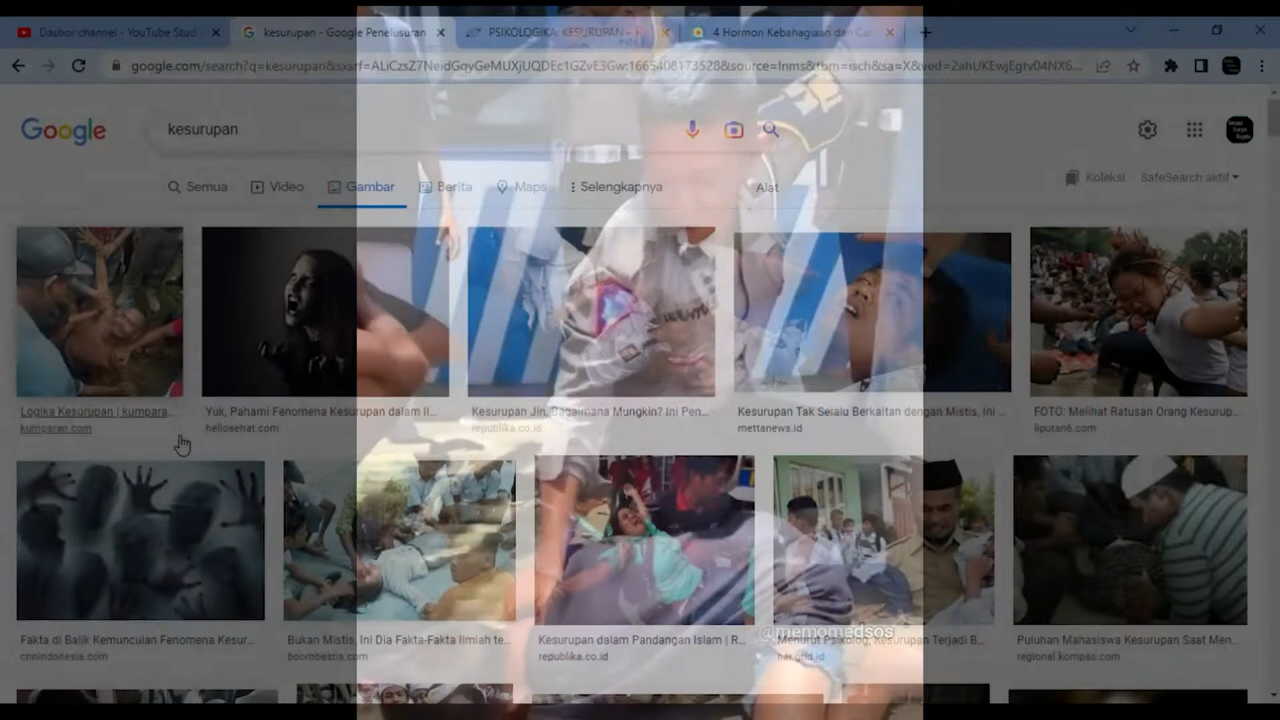 Dasbor channel - YouTube Stud
kesurupan - Google Penelusuran
PSIKOLOGIKA: KESURUPAN –
4 Hormon Kebahagiaan dan Ca
Google
kesurupan
Semua
Video
Gambar
Berita
Maps
Selengkapnya
Alat
Koleksi
SafeSearch aktif
Logika Kesurupan | kumpara...
kumparan.com
Yuk, Pahami Fenomena Kesurupan dalam Il...
hellosehat.com
Kesurupan Jin, Bagaimana Mungkin? Ini Pen...
republika.co.id
Kesurupan Tak Selalu Berkaitan dengan Mistis, Ini ...
mettanews.id
FOTO: Melihat Ratusan Orang Kesurup...
liputan6.com
Fakta di Balik Kemunculan Fenomena Kesur...
cnnindonesia.com
Bukan Mistis, Ini Dia Fakta-Fakta Ilmiah te...
boombastis.com
Kesurupan dalam Pandangan Islam | R...
republika.co.id
@memomedsos
Menurut Psikolog, Kesurupan Terjadi B...
hai.grid.id
Puluhan Mahasiswa Kesurupan Saat Men...
regional.kompas.com